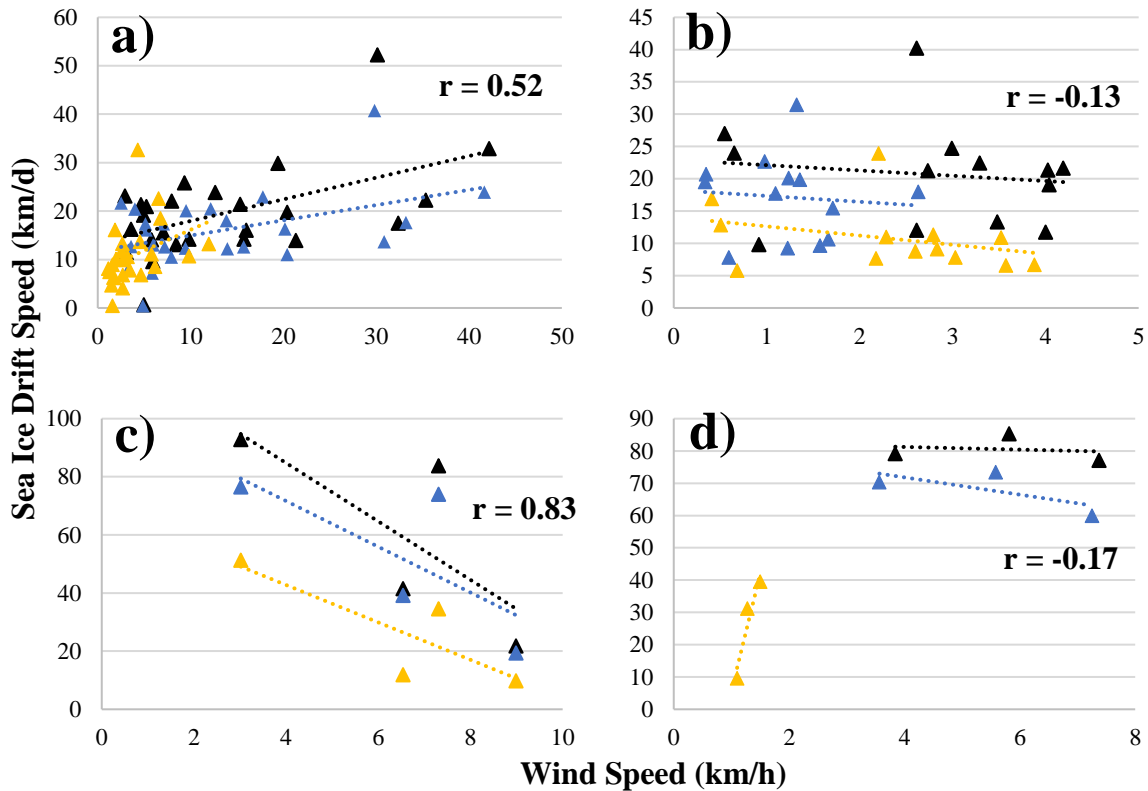 Sea Ice Drift Speed (km/d)
a)
r = 0.52
60
50
40
30
20
10
0
0 10 20 30 40 50
b)
r = -0.13
45
40
35
30
25
20
15
10
5
0
0 1 2 3 4 5
c)
r = 0.83
100
80
60
40
20
0
0 2 4 6 8 10
d)
r = -0.17
90
80
70
60
50
40
30
20
10
0
0 2 4 6 8
Wind Speed (km/h)